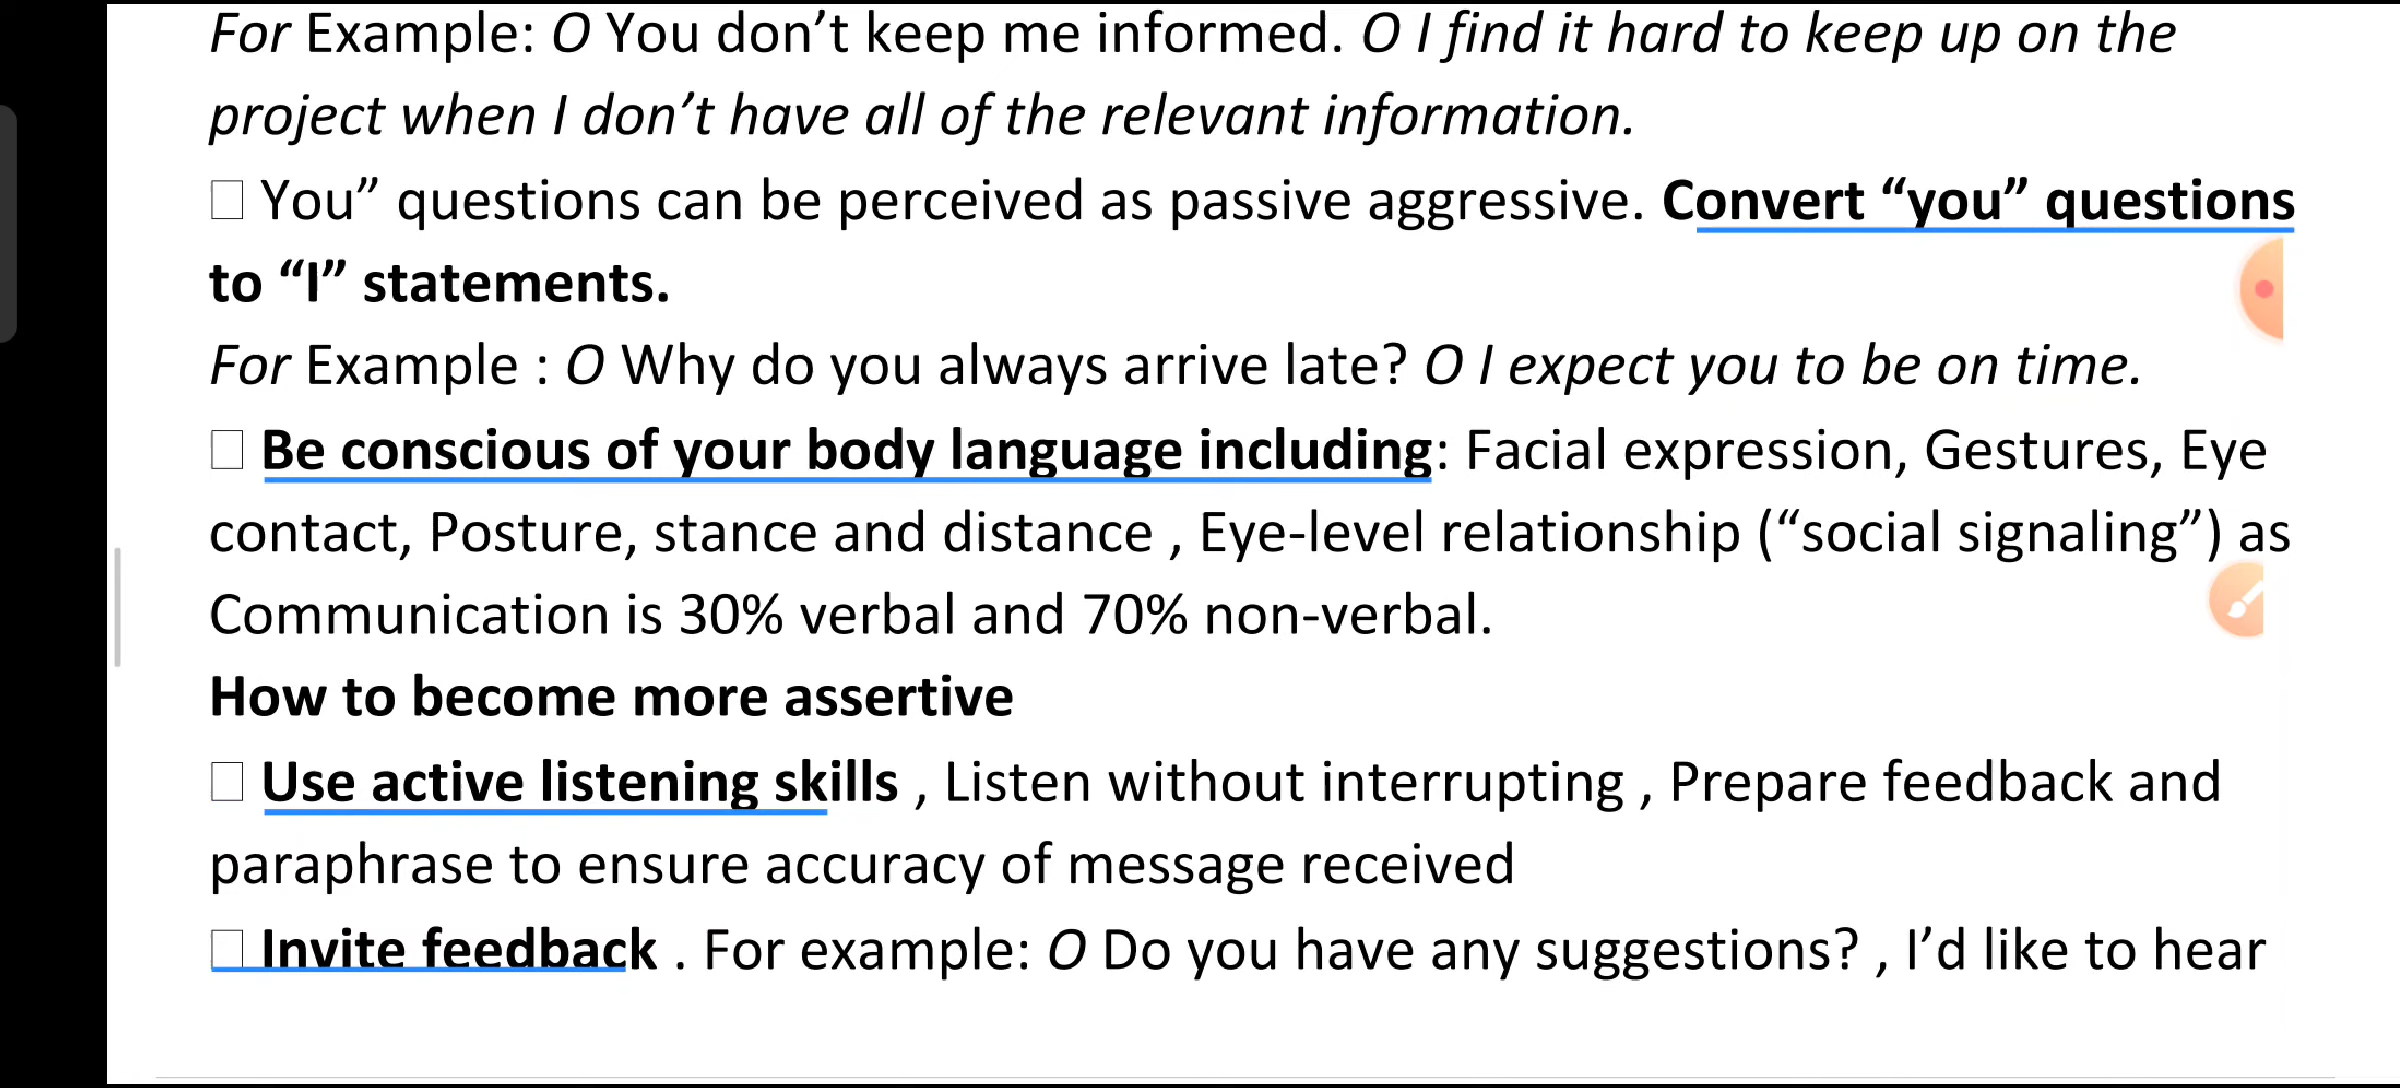 For Example: O You don’t keep me informed. O I find it hard to keep up on the
project when I don’t have all of the relevant information.
□ You” questions can be perceived as passive aggressive. Convert “you” questions
to “I” statements.
For Example : O Why do you always arrive late? O I expect you to be on time.
□ Be conscious of your body language including: Facial expression, Gestures, Eye
contact, Posture, stance and distance , Eye-level relationship (“social signaling”) as
Communication is 30% verbal and 70% non-verbal.
How to become more assertive
□ Use active listening skills , Listen without interrupting , Prepare feedback and
paraphrase to ensure accuracy of message received
□ Invite feedback . For example: O Do you have any suggestions? , I’d like to hear